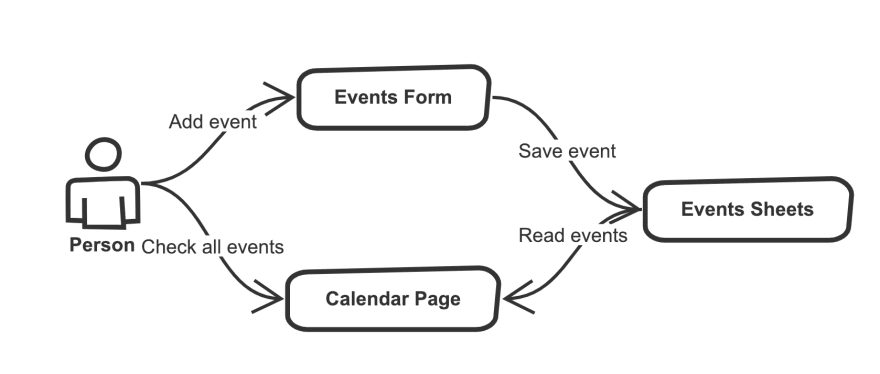 Events Form
Add event
Save event
Events Sheets
Person
Check all events
Read events
Calendar Page